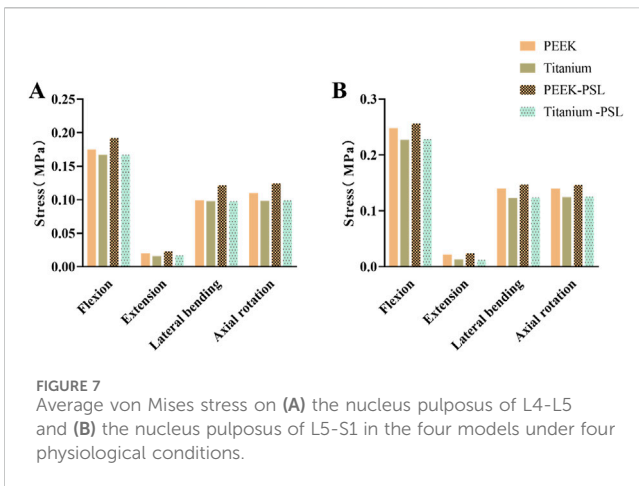 PEEK
Titanium
PEEK-PSL
Titanium -PSL
A
Stress( MPa)
0.25
0.20
0.15
0.10
0.05
0.00
Flexion
Extension
Lateral bending
Axial rotation
B
Stress( MPa)
0.3
0.2
0.1
0.0
Flexion
Extension
Lateral bending
Axial rotation
FIGURE 7
Average von Mises stress on (A) the nucleus pulposus of L4-L5
and (B) the nucleus pulposus of L5-S1 in the four models under four
physiological conditions.